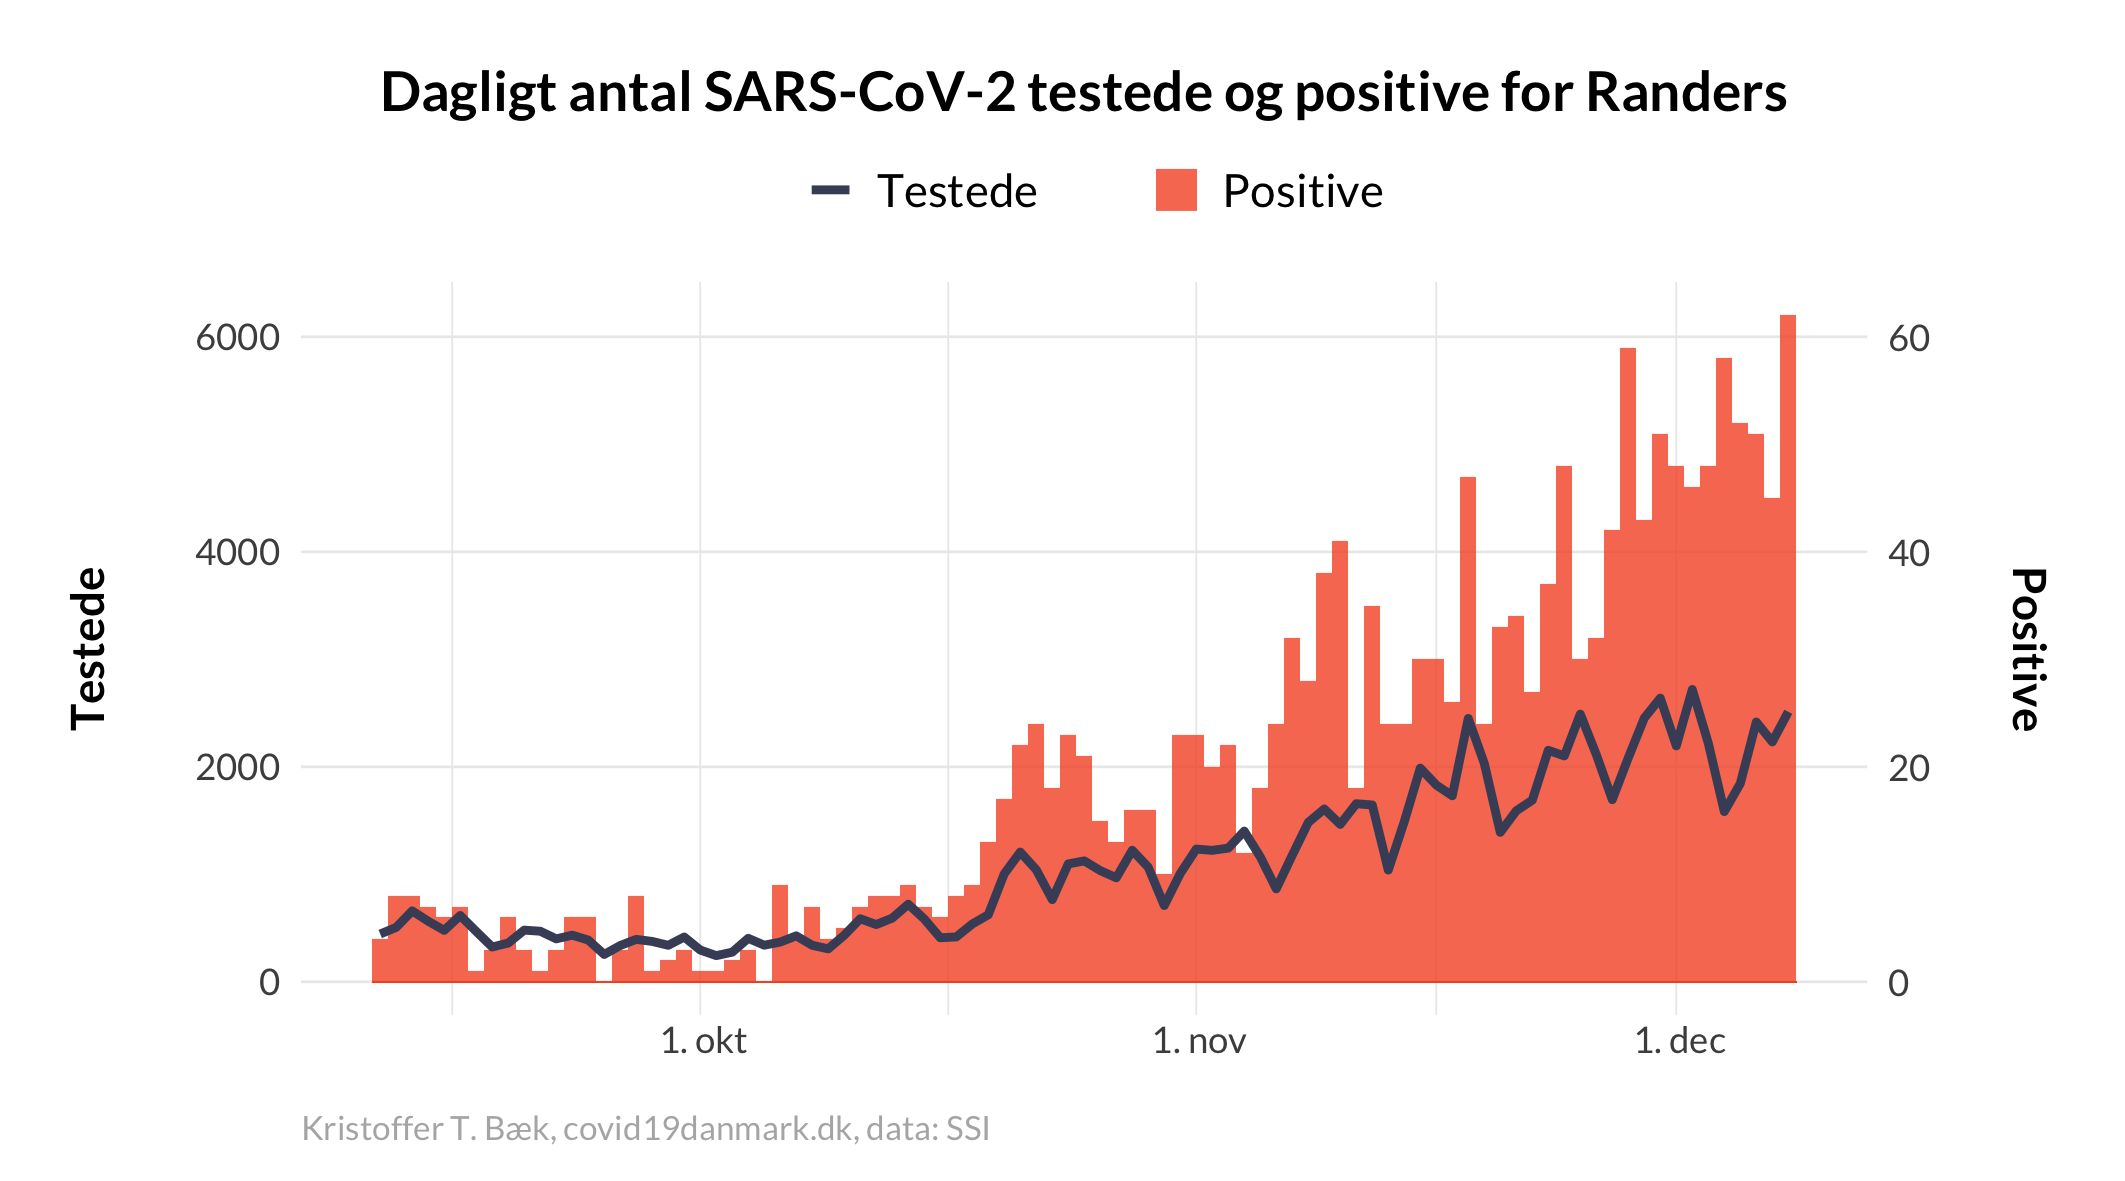 Dagligt antal SARS-CoV-2 testede og positive for Randers
Testede Positive
6000 60
4000 40
2000 20
0 0
Testede
Positive
1. okt 1. nov 1. dec
Kristoffer T. Bæk, covid19danmark.dk, data: SSI